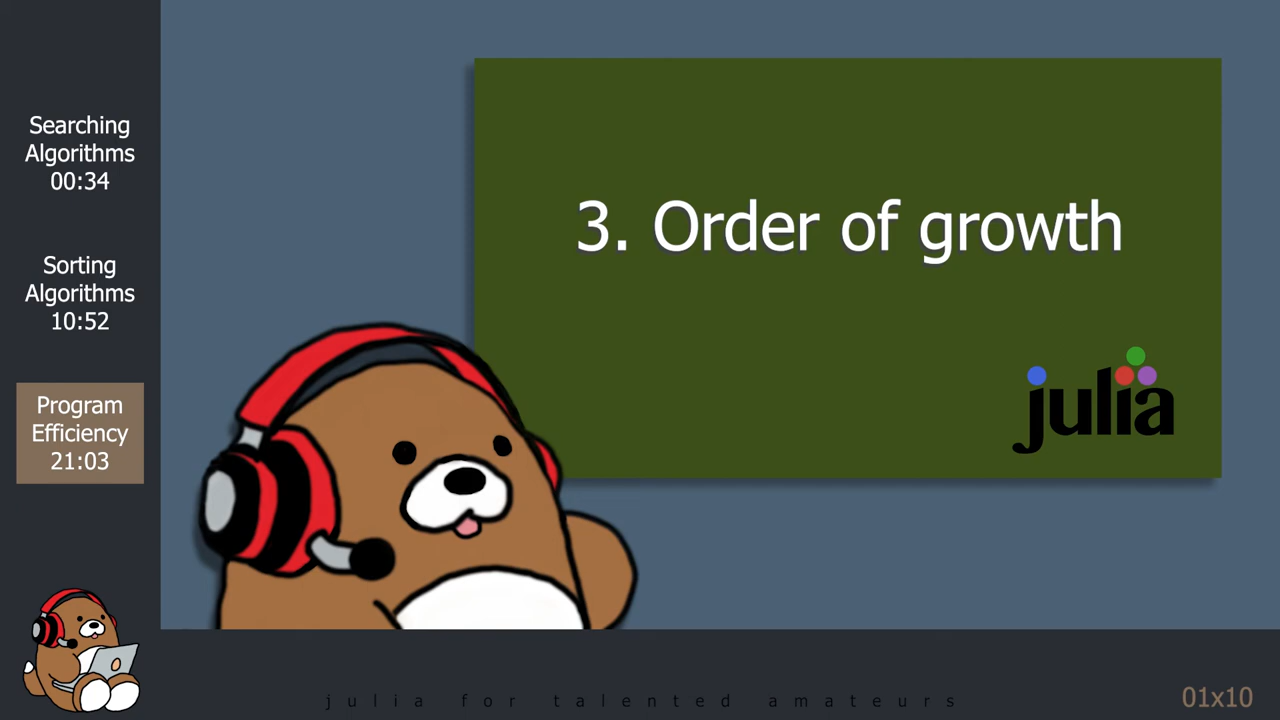 Searching
Algorithms
00:34
Sorting
Algorithms
10:52
Program
Efficiency
21:03
3. Order of growth
julia
julia for talented amateurs
01x10